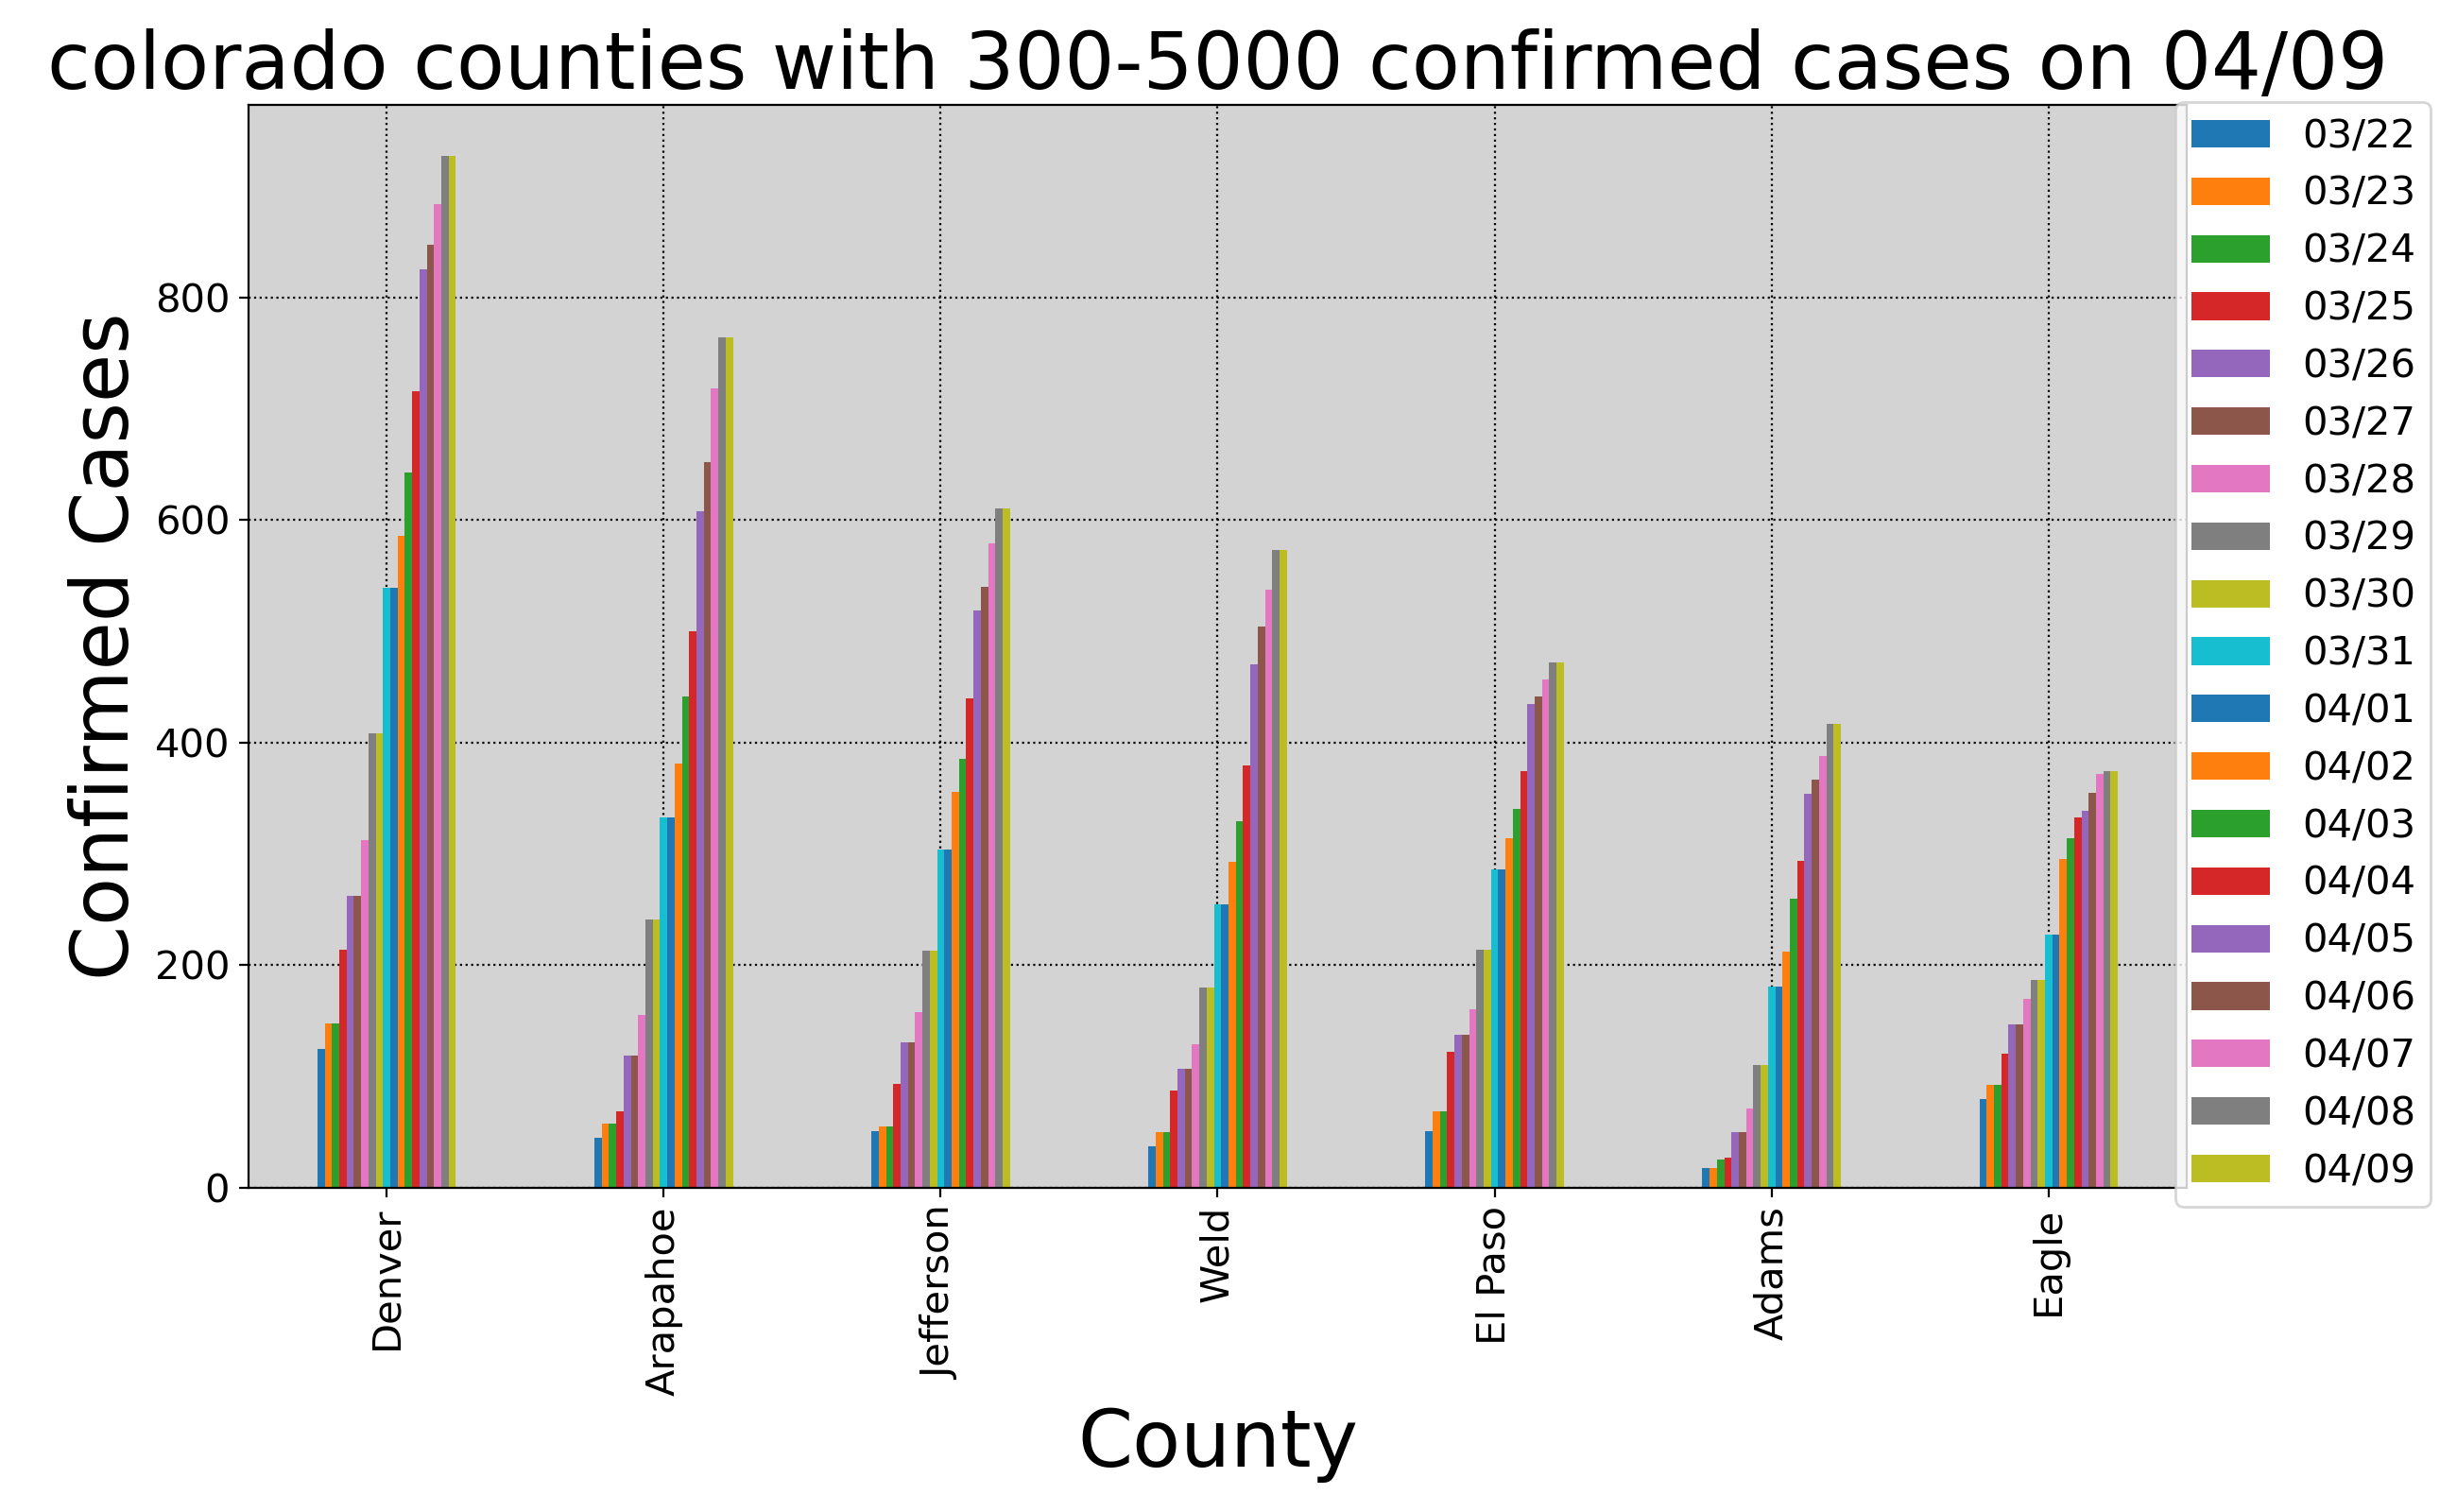 colorado counties with 300-5000 confirmed cases on 04/09
Confirmed Cases
800
600
400
200
0
Denver
Arapahoe
Jefferson
Weld
El Paso
Adams
Eagle
County
03/22
03/23
03/24
03/25
03/26
03/27
03/28
03/29
03/30
03/31
04/01
04/02
04/03
04/04
04/05
04/06
04/07
04/08
04/09